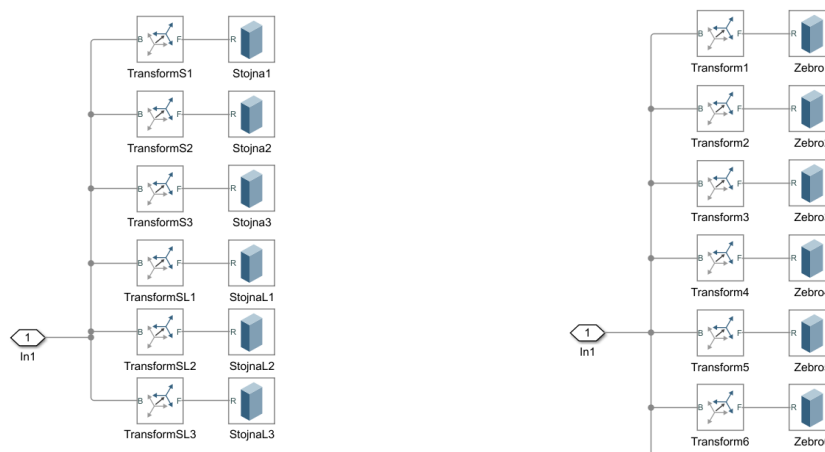 B F R
TransformS1 Stojna1
B F R
TransformS2 Stojna2
B F R
TransformS3 Stojna3
B F R
TransformSL1 StojnaL1
1
In1
B F R
TransformSL2 StojnaL2
B F R
TransformSL3 StojnaL3
B F R
Transform1 Zebro
B F R
Transform2 Zebro
B F R
Transform3 Zebro
B F R
Transform4 Zebro
1
In1
B F R
Transform5 Zebro
B F R
Transform6 Zebro